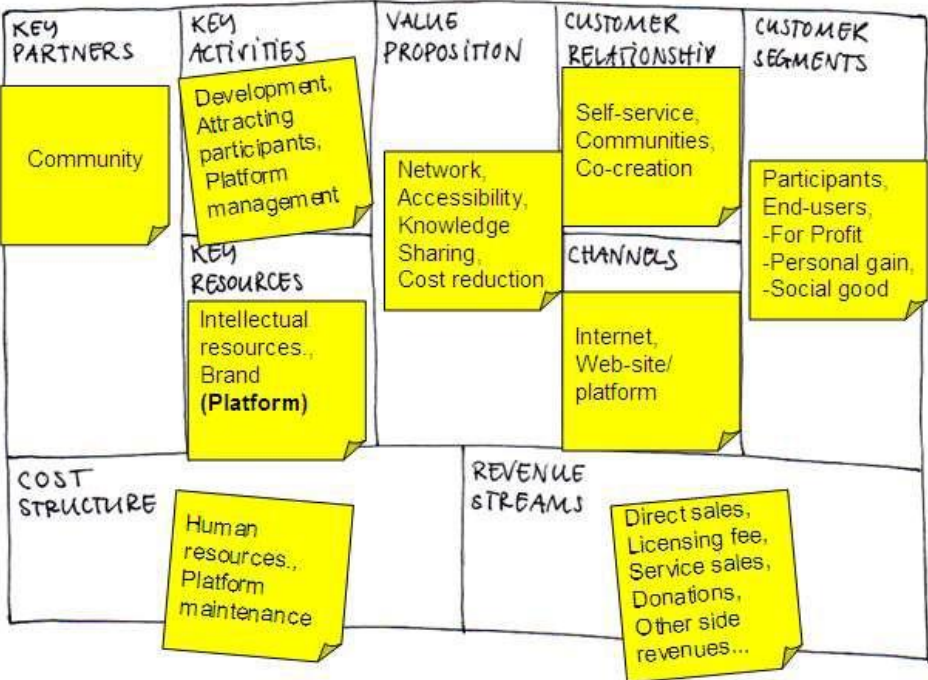 KEY
PARTNERS
Community
KEY
ACTIVITIES
Development,
Attracting
participants,
Platform
management
KEY
RESOURCES
Intellectual
resources.,
Brand
(Platform)
VALUE
PROPOSITION
Network,
Accessibility,
Knowledge
Sharing,
Cost reduction
CUSTOMER
RELATIONSHIP
Self-service,
Communities,
Co-creation
CHANNELS
Internet,
Web-site/
platform
CUSTOMER
SEGMENTS
Participants,
End-users,
-For Profit
-Personal gain,
-Social good
COST
STRUCTURE
Human
resources.,
Platform
maintenance
REVENUE
STREAMS
Direct sales,
Licensing fee,
Service sales,
Donations,
Other side
revenues...